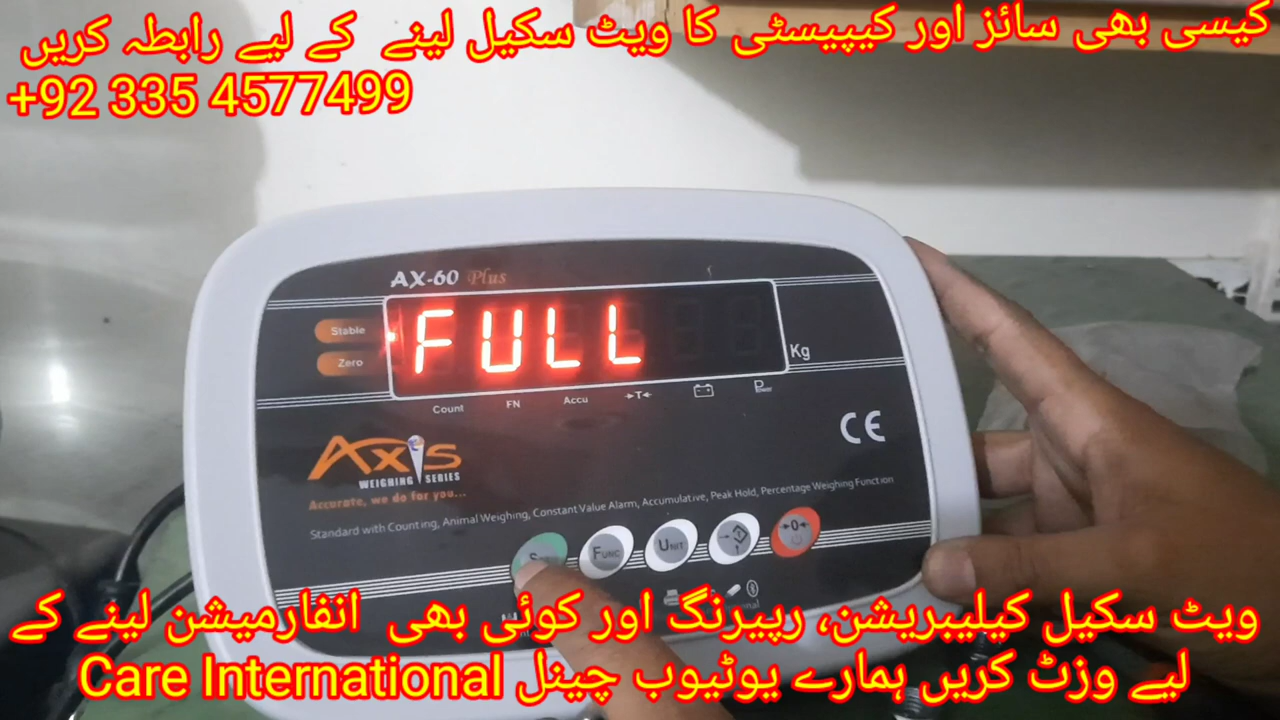 کیسی بھی سائز اور کیپیسٹی کا ویٹ سکیل لینے کے لیے رابطہ کریں
+92 335 4577499
AX-60 Plus
Stable
Zero
FULL
Kg
Count FN Accu →T← Power
CE
AXIS
WEIGHING SERIES
Accurate, we do for you...
Standard with Counting, Animal Weighing, Constant Value Alarm, Accumulative, Peak Hold, Percentage Weighing Function
FUNC UNIT →0←
ویٹ سکیل کیلیبریشن، رپیرنگ اور کوئی بھی انفارمیشن لینے کے
لیے وزٹ کریں ہمارے یوٹیوب چینل Care International